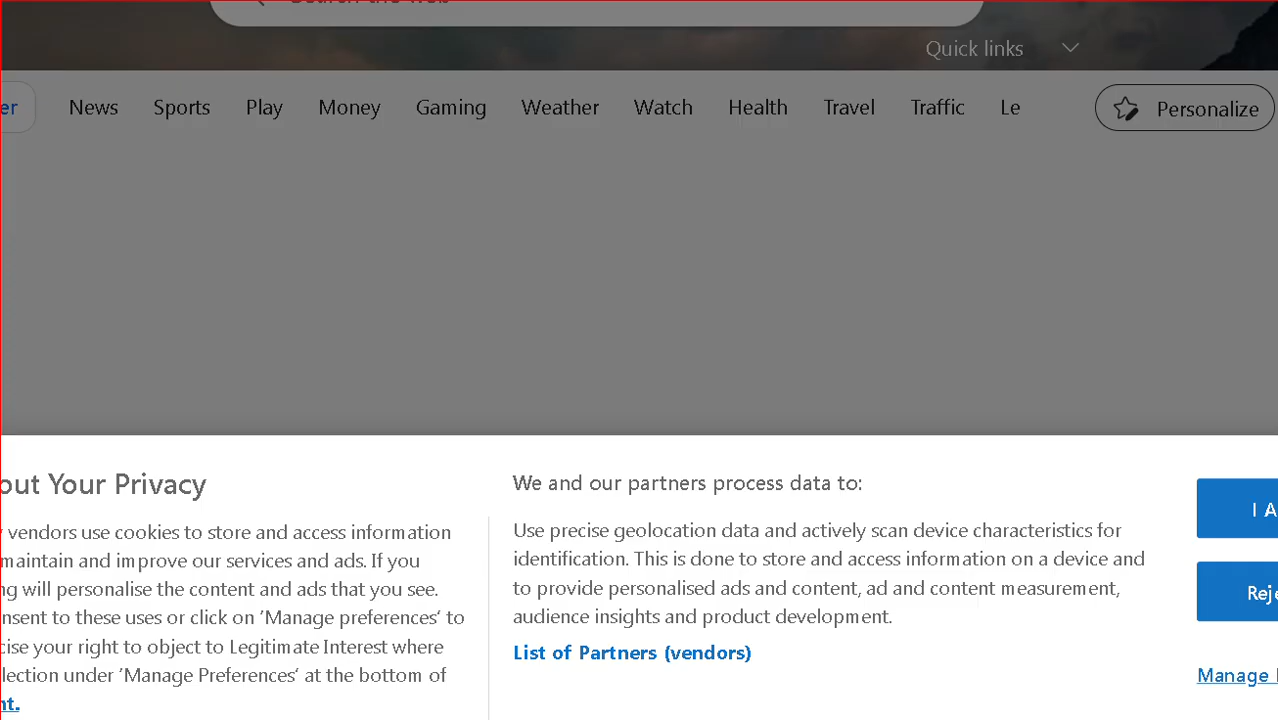 Search the web
Quick links
er News Sports Play Money Gaming Weather Watch Health Travel Traffic Le Personalize
out Your Privacy
vendors use cookies to store and access information
maintain and improve our services and ads. If you
ng will personalise the content and ads that you see.
nsent to these uses or click on ’Manage preferences’ to
cise your right to object to Legitimate Interest where
lection under ’Manage Preferences’ at the bottom of
nt.
We and our partners process data to:
Use precise geolocation data and actively scan device characteristics for
identification. This is done to store and access information on a device and
to provide personalised ads and content, ad and content measurement,
audience insights and product development.
List of Partners (vendors)
I A
Reje
Manage